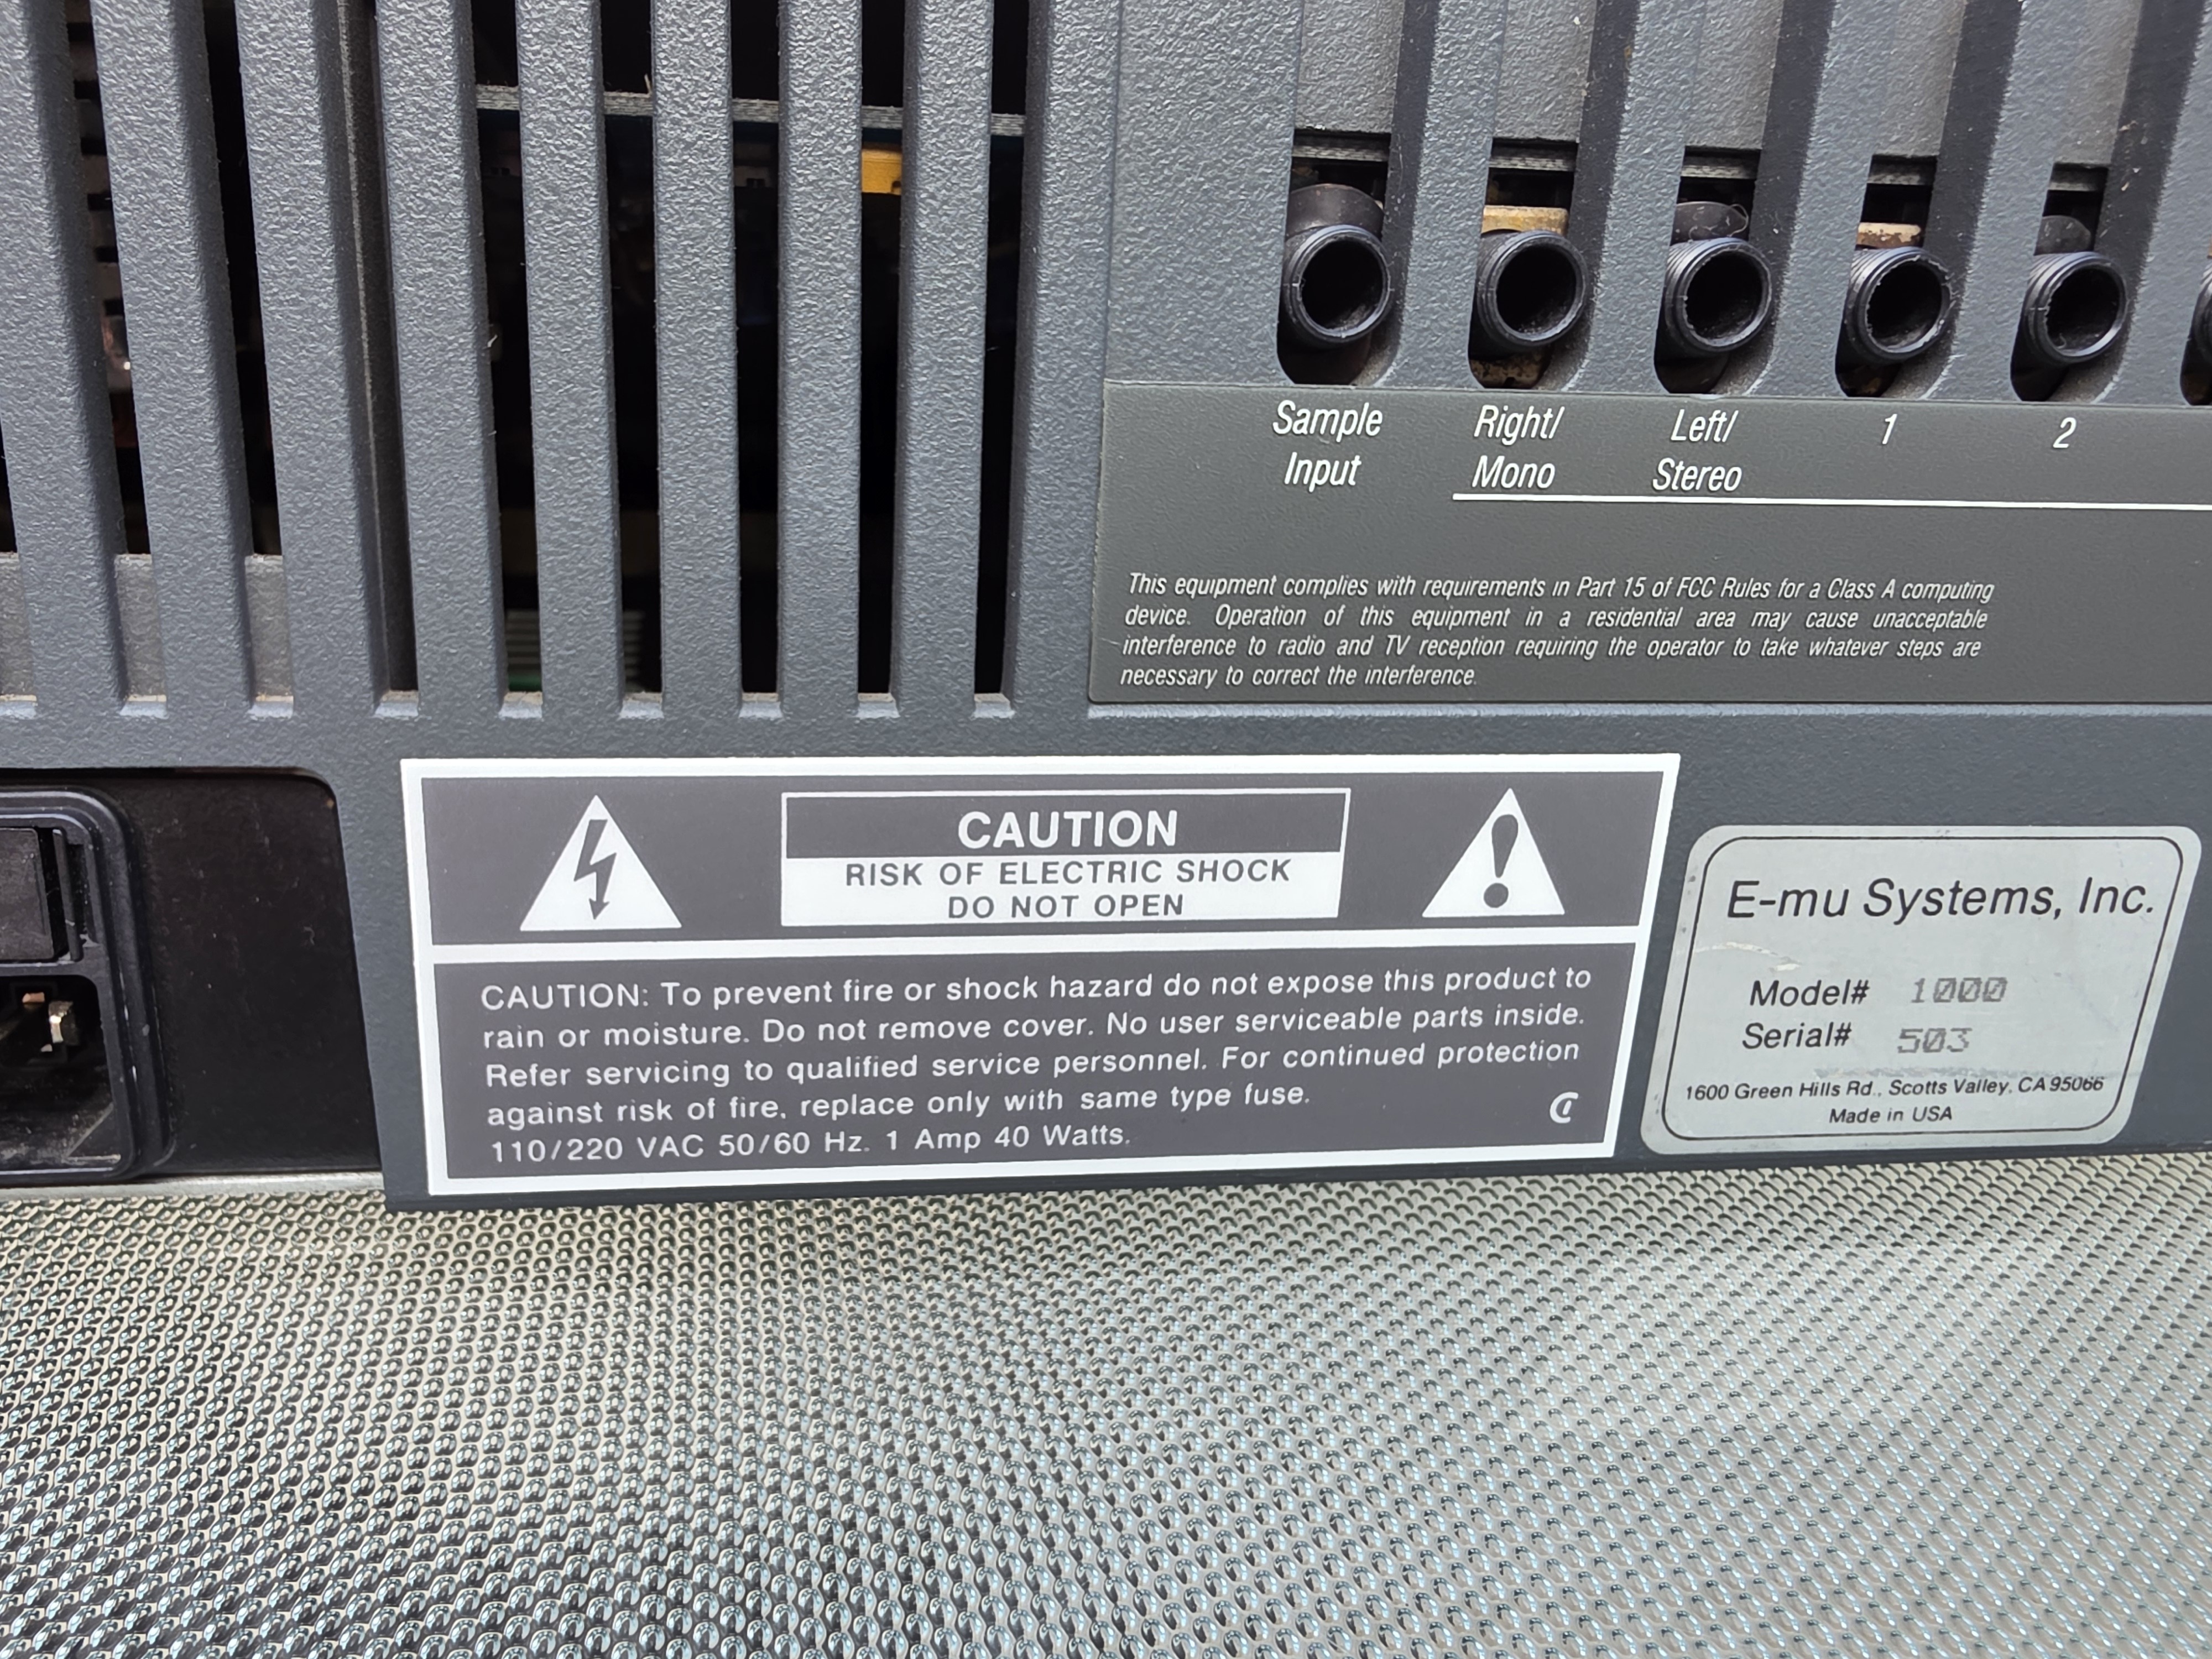 Sample Input
Right/ Mono
Left/ Stereo
1
2
This equipment complies with requirements in Part 15 of FCC Rules for a Class A computing
device. Operation of this equipment in a residential area may cause unacceptable
interference to radio and TV reception requiring the operator to take whatever steps are
necessary to correct the interference.
CAUTION
RISK OF ELECTRIC SHOCK
DO NOT OPEN
CAUTION: To prevent fire or shock hazard do not expose this product to
rain or moisture. Do not remove cover. No user serviceable parts inside.
Refer servicing to qualified service personnel. For continued protection
against risk of fire, replace only with same type fuse.
110/220 VAC 50/60 Hz. 1 Amp 40 Watts.
E-mu Systems, Inc.
Model# 1000
Serial# 503
1600 Green Hills Rd., Scotts Valley, CA 95066
Made in USA